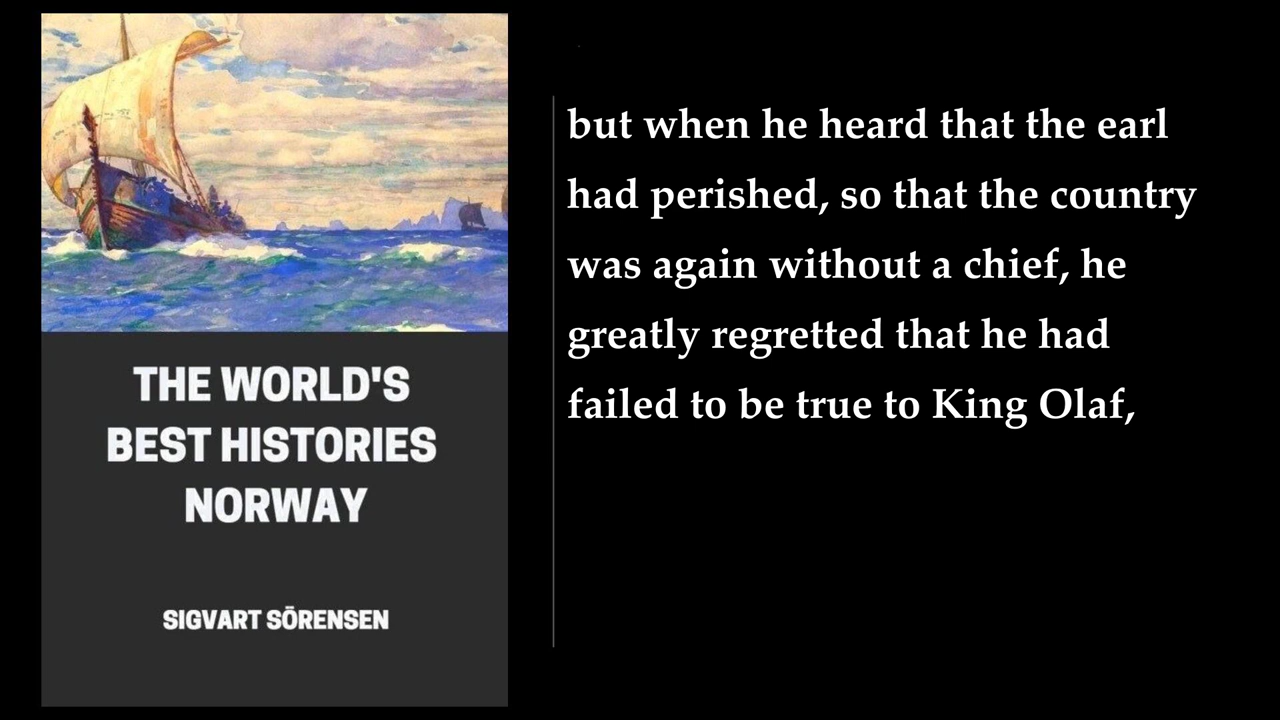 THE WORLD'S
BEST HISTORIES
NORWAY
SIGVART SÖRENSEN
but when he heard that the earl
had perished, so that the country
was again without a chief, he
greatly regretted that he had
failed to be true to King Olaf,